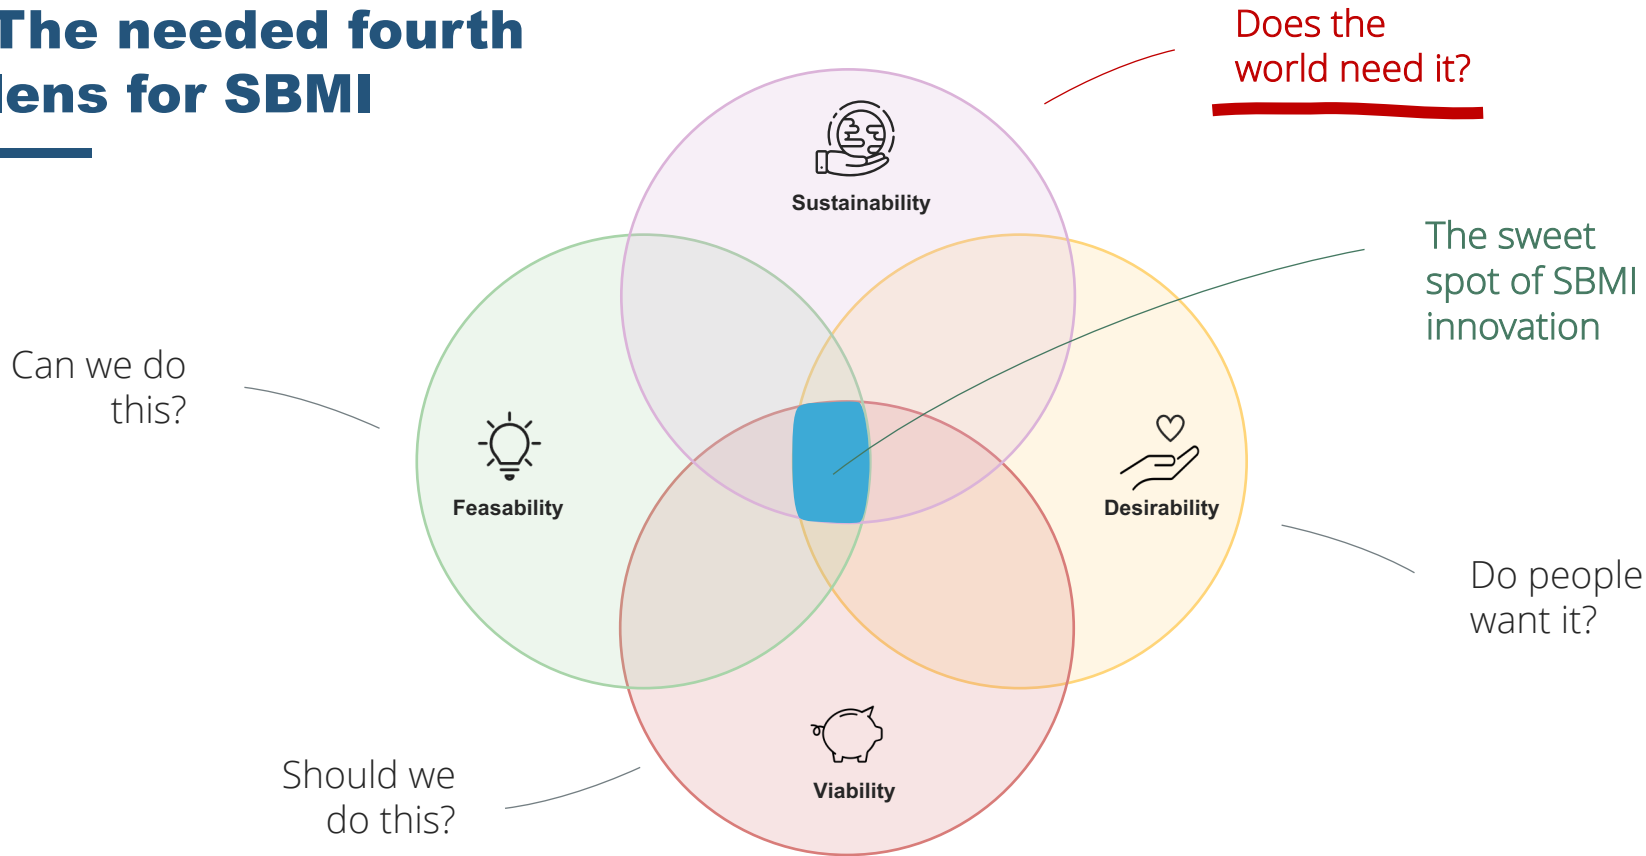 The needed fourth
lens for SBMI
Does the
world need it?
Sustainability
The sweet
spot of SBMI
innovation
Can we do
this?
Feasability
Desirability
Do people
want it?
Should we
do this?
Viability